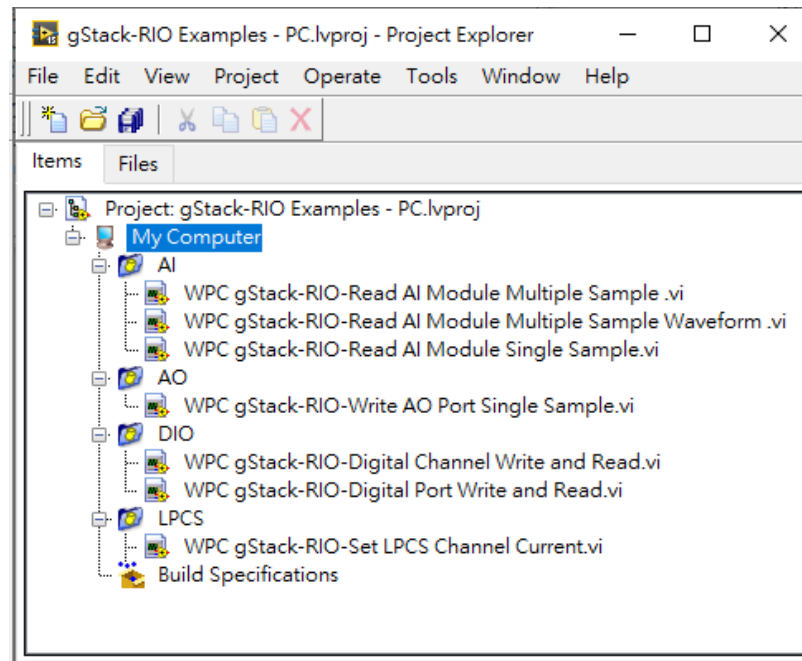 gStack-RIO Examples - PC.lvproj - Project Explorer
File Edit View Project Operate Tools Window Help
Items Files
Project: gStack-RIO Examples - PC.lvproj
My Computer
AI
WPC gStack-RIO-Read AI Module Multiple Sample .vi
WPC gStack-RIO-Read AI Module Multiple Sample Waveform .vi
WPC gStack-RIO-Read AI Module Single Sample.vi
AO
WPC gStack-RIO-Write AO Port Single Sample.vi
DIO
WPC gStack-RIO-Digital Channel Write and Read.vi
WPC gStack-RIO-Digital Port Write and Read.vi
LPCS
WPC gStack-RIO-Set LPCS Channel Current.vi
Build Specifications